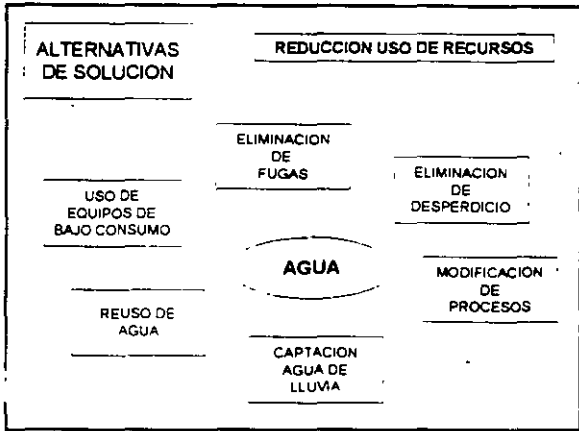 ALTERNATIVAS
DE SOLUCION
REDUCCION USO DE RECURSOS
ELIMINACION
DE
FUGAS
ELIMINACION
DE
DESPERDICIO
USO DE
EQUIPOS DE
BAJO CONSUMO
AGUA
MODIFICACION
DE
PROCESOS
REUSO DE
AGUA
CAPTACION
AGUA DE
LLUVIA